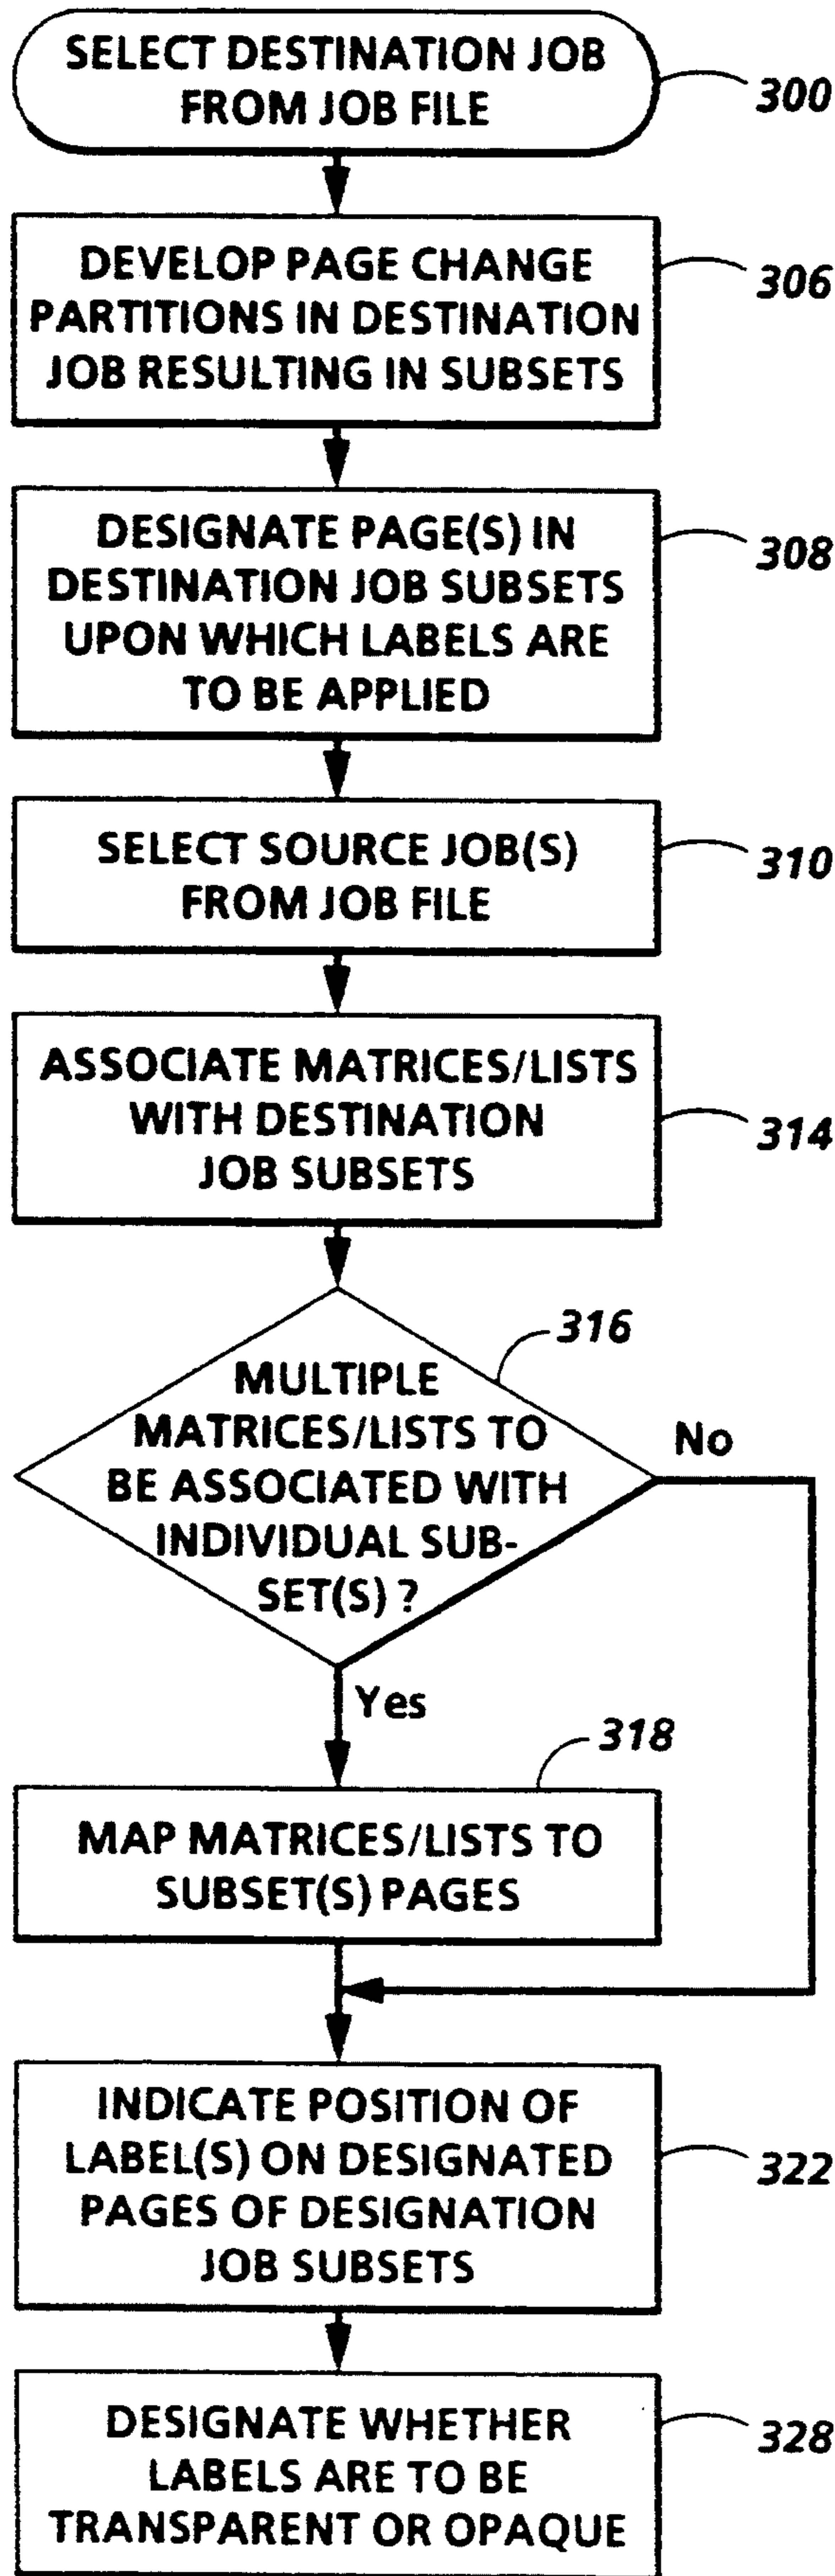 SELECT DESTINATION JOB
FROM JOB FILE
300
DEVELOP PAGE CHANGE
PARTITIONS IN DESTINATION
JOB RESULTING IN SUBSETS
306
DESIGNATE PAGE(S) IN
DESTINATION JOB SUBSETS
UPON WHICH LABELS ARE
TO BE APPLIED
308
SELECT SOURCE JOB(S)
FROM JOB FILE
310
ASSOCIATE MATRICES/LISTS
WITH DESTINATION
JOB SUBSETS
314
316
MULTIPLE
MATRICES/LISTS TO
BE ASSOCIATED WITH
INDIVIDUAL SUB-
SET(S) ?
No
Yes
318
MAP MATRICES/LISTS TO
SUBSET(S) PAGES
INDICATE POSITION OF
LABEL(S) ON DESIGNATED
PAGES OF DESIGNATION
JOB SUBSETS
322
DESIGNATE WHETHER
LABELS ARE TO BE
TRANSPARENT OR OPAQUE
328